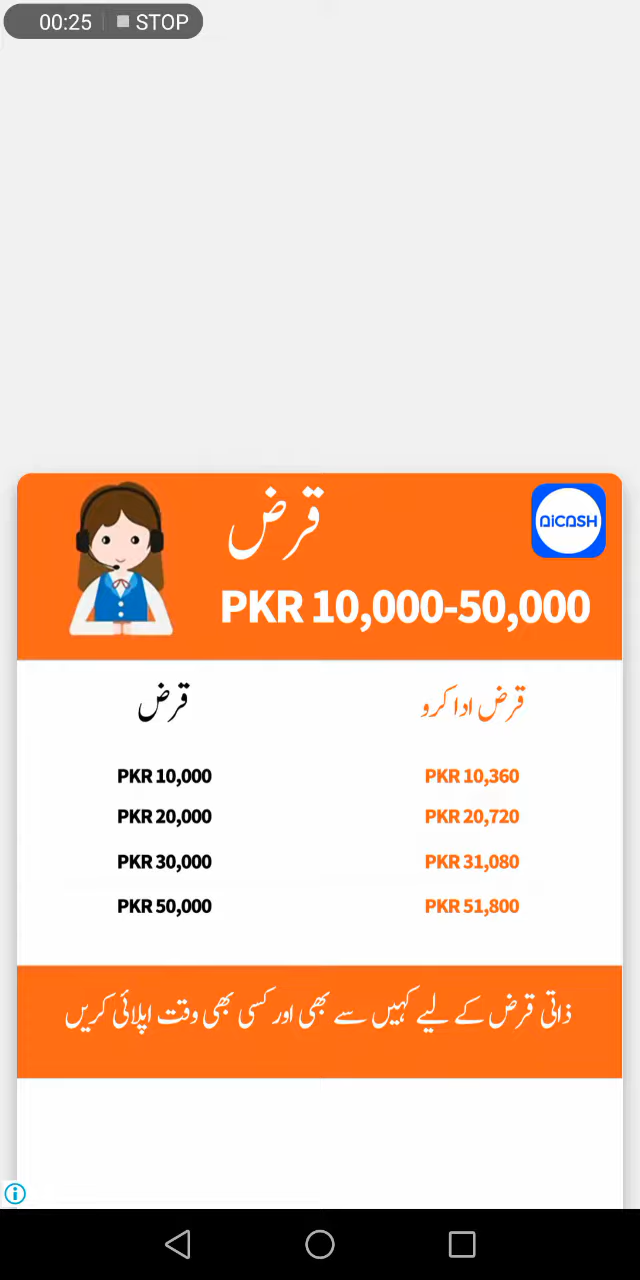 00:25 STOP
قرض
AiCASH
PKR 10,000-50,000
قرض
قرض ادا کرو
PKR 10,000
PKR 10,360
PKR 20,000
PKR 20,720
PKR 30,000
PKR 31,080
PKR 50,000
PKR 51,800
ذاتی قرض کے لیے کہیں سے بھی اور کسی بھی وقت اپلائی کریں